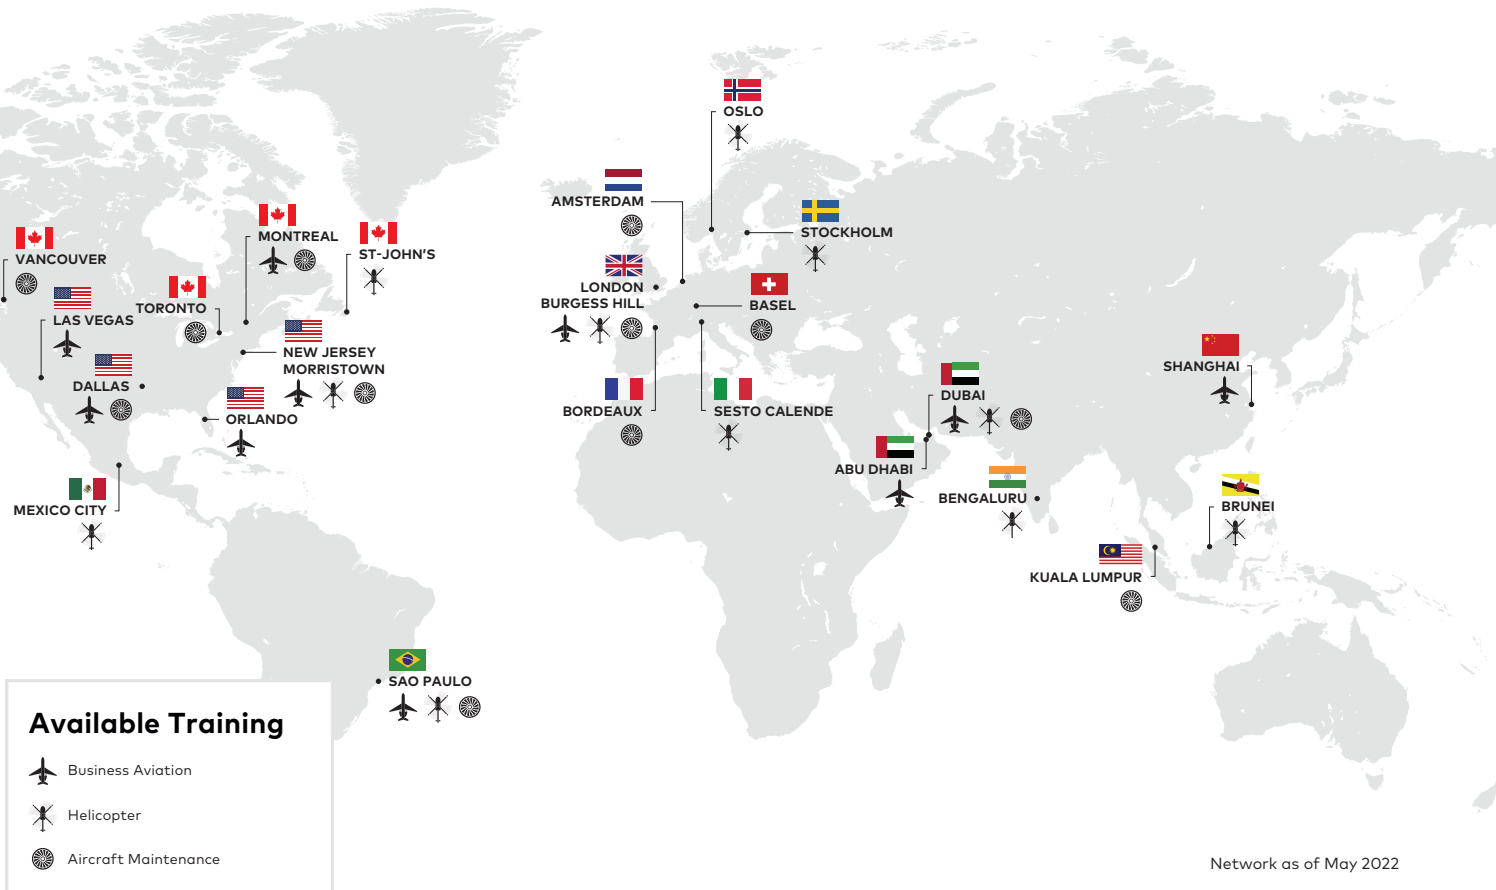 OSLO
AMSTERDAM
STOCKHOLM
MONTREAL
ST-JOHN'S
VANCOUVER
LONDON
BURGESS HILL
BASEL
TORONTO
LAS VEGAS
NEW JERSEY
MORRISTOWN
DALLAS
ORLANDO
BORDEAUX
SESTO CALENDE
DUBAI
SHANGHAI
ABU DHABI
BENGALURU
BRUNEI
MEXICO CITY
KUALA LUMPUR
SAO PAULO
Available Training
Business Aviation
Helicopter
Aircraft Maintenance
Network as of May 2022